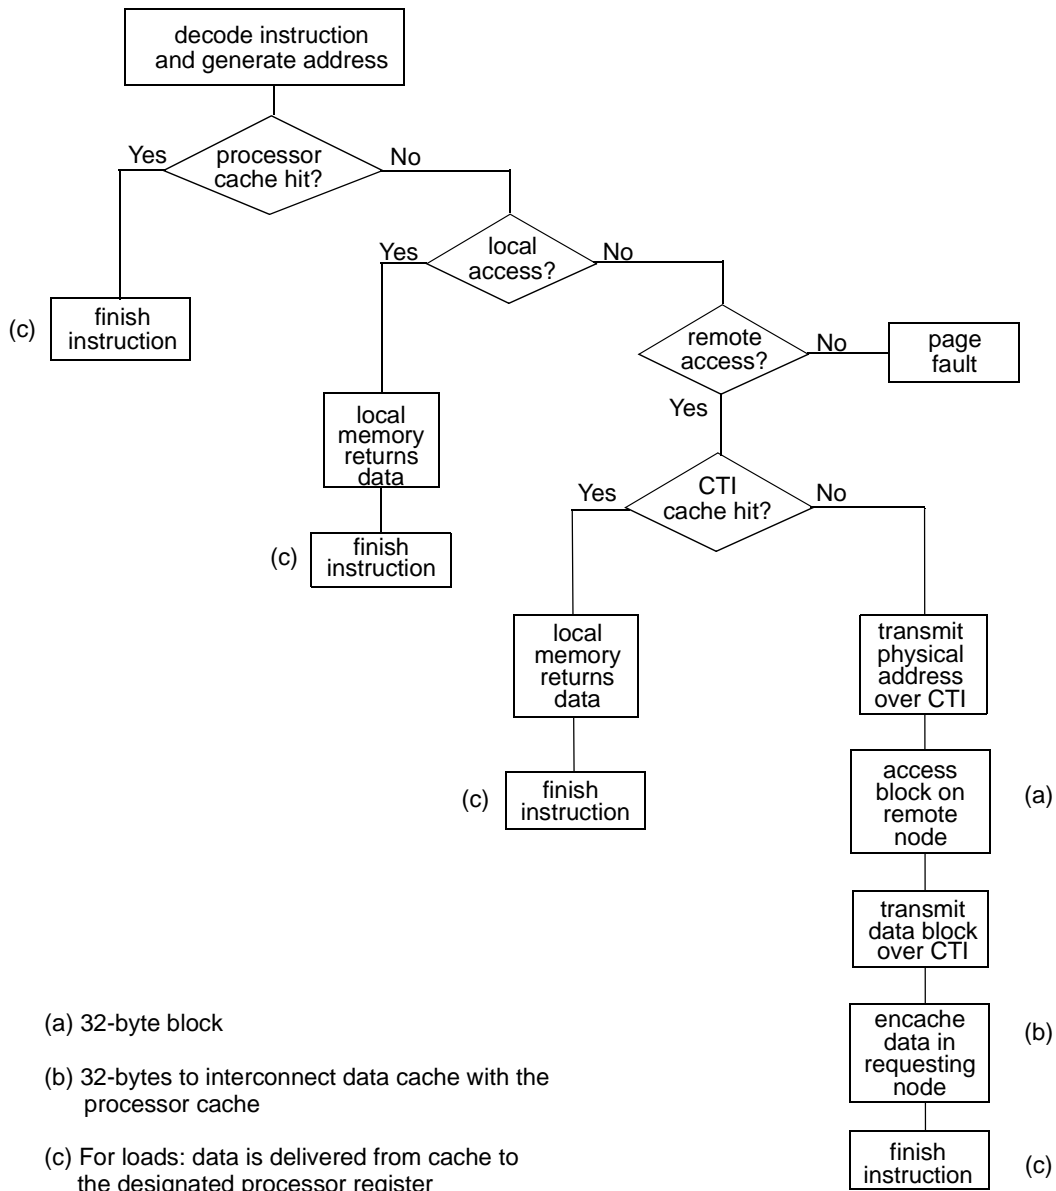 decode instruction
and generate address
Yes
processor
cache hit?
No
Yes
local
access?
No
(c)
finish
instruction
remote
access?
No
page
fault
Yes
local
memory
returns
data
Yes
CTI
cache hit?
No
(c)
finish
instruction
local
memory
returns
data
transmit
physical
address
over CTI
(c)
finish
instruction
access
block on
remote
node
(a)
transmit
data block
over CTI
(a) 32-byte block
encache
data in
requesting
node
(b)
(b) 32-bytes to interconnect data cache with the
processor cache
(c) For loads: data is delivered from cache to
the designated processor register
finish
instruction
(c)